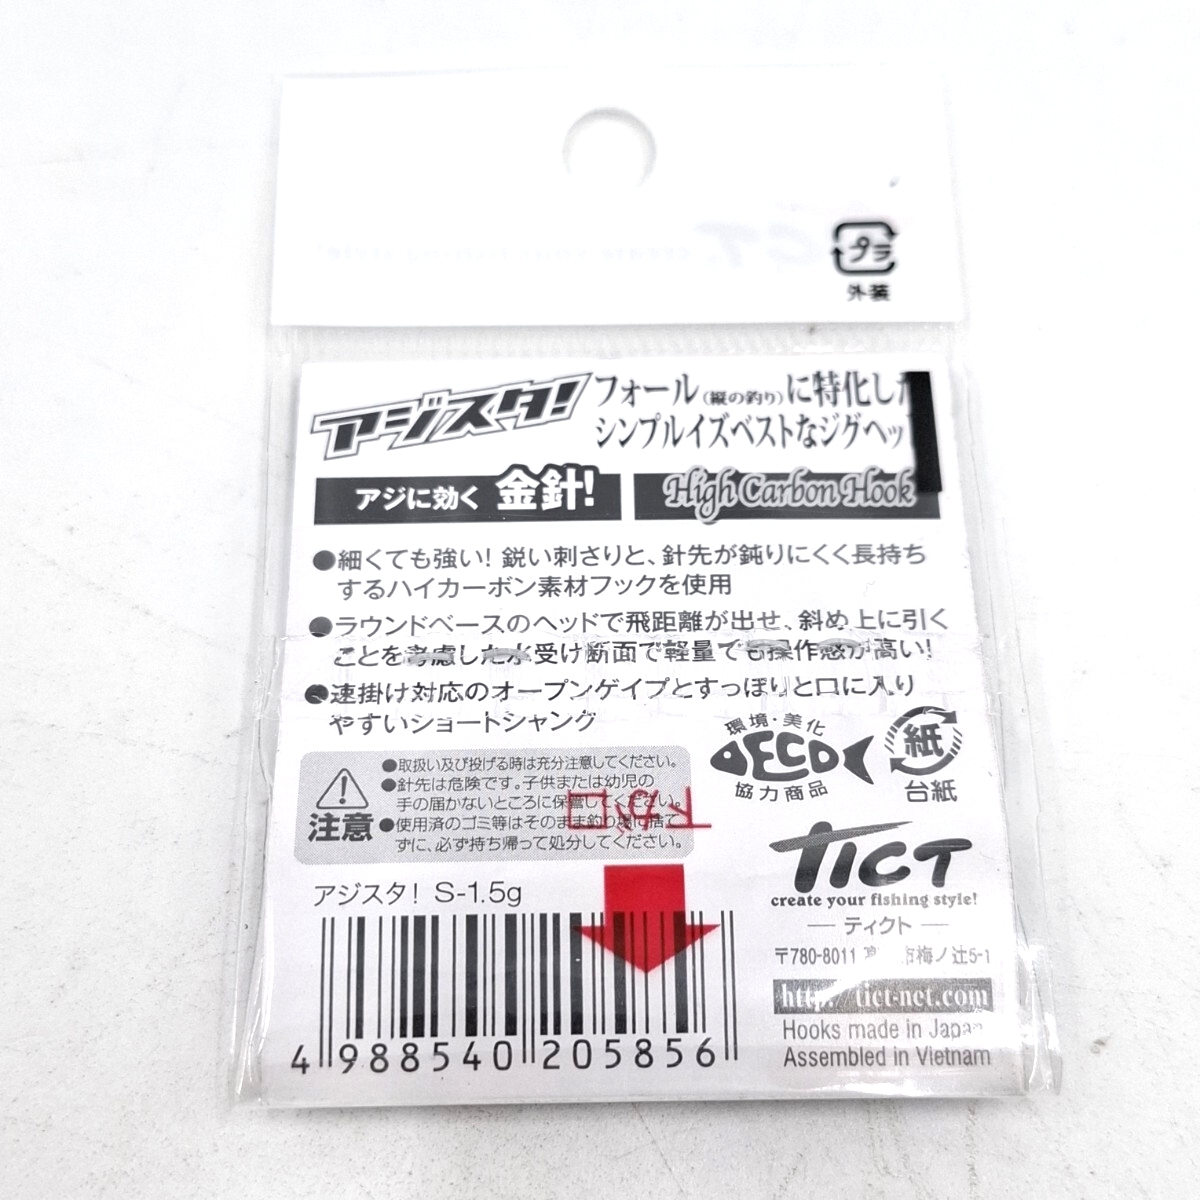 プラ
外装
アジスタ!
フォール(縦の釣り)に特化した
シンプルイズベストなジグヘッ
アジに効く 金針!
High Carbon Hook
●細くても強い! 鋭い刺さりと、針先が鈍りにくく長持ち
するハイカーボン素材フックを使用
●ラウンドベースのヘッドで飛距離が出せ、斜め上に引く
ことを考慮した水受け断面で軽量でも操作感が高い!
●速掛け対応のオープンゲイプとすっぽりと口に入り
やすいショートシャンク
環境・美化
ECO
協力商品
紙
台紙
注意
●取扱い及び投げる時は充分注意してください。
●針先は危険です。子供または幼児の
手の届かないところに保管してください。
●使用済のゴミ等はそのまま釣り場に捨て
ずに、必ず持ち帰って処分してください。
TICT
create your fishing style!
ティクト
〒780-8011 市梅ノ辻5-1
http://tict-net.com
Hooks made in Japan
Assembled in Vietnam
アジスタ! S-1.5g
4 988540 205856